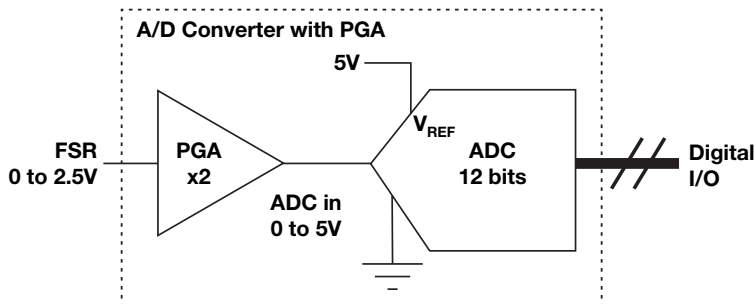 A/D Converter with PGA
5V
VREF
FSR
0 to 2.5V
PGA
x2
ADC in
0 to 5V
ADC
12 bits
Digital
I/O